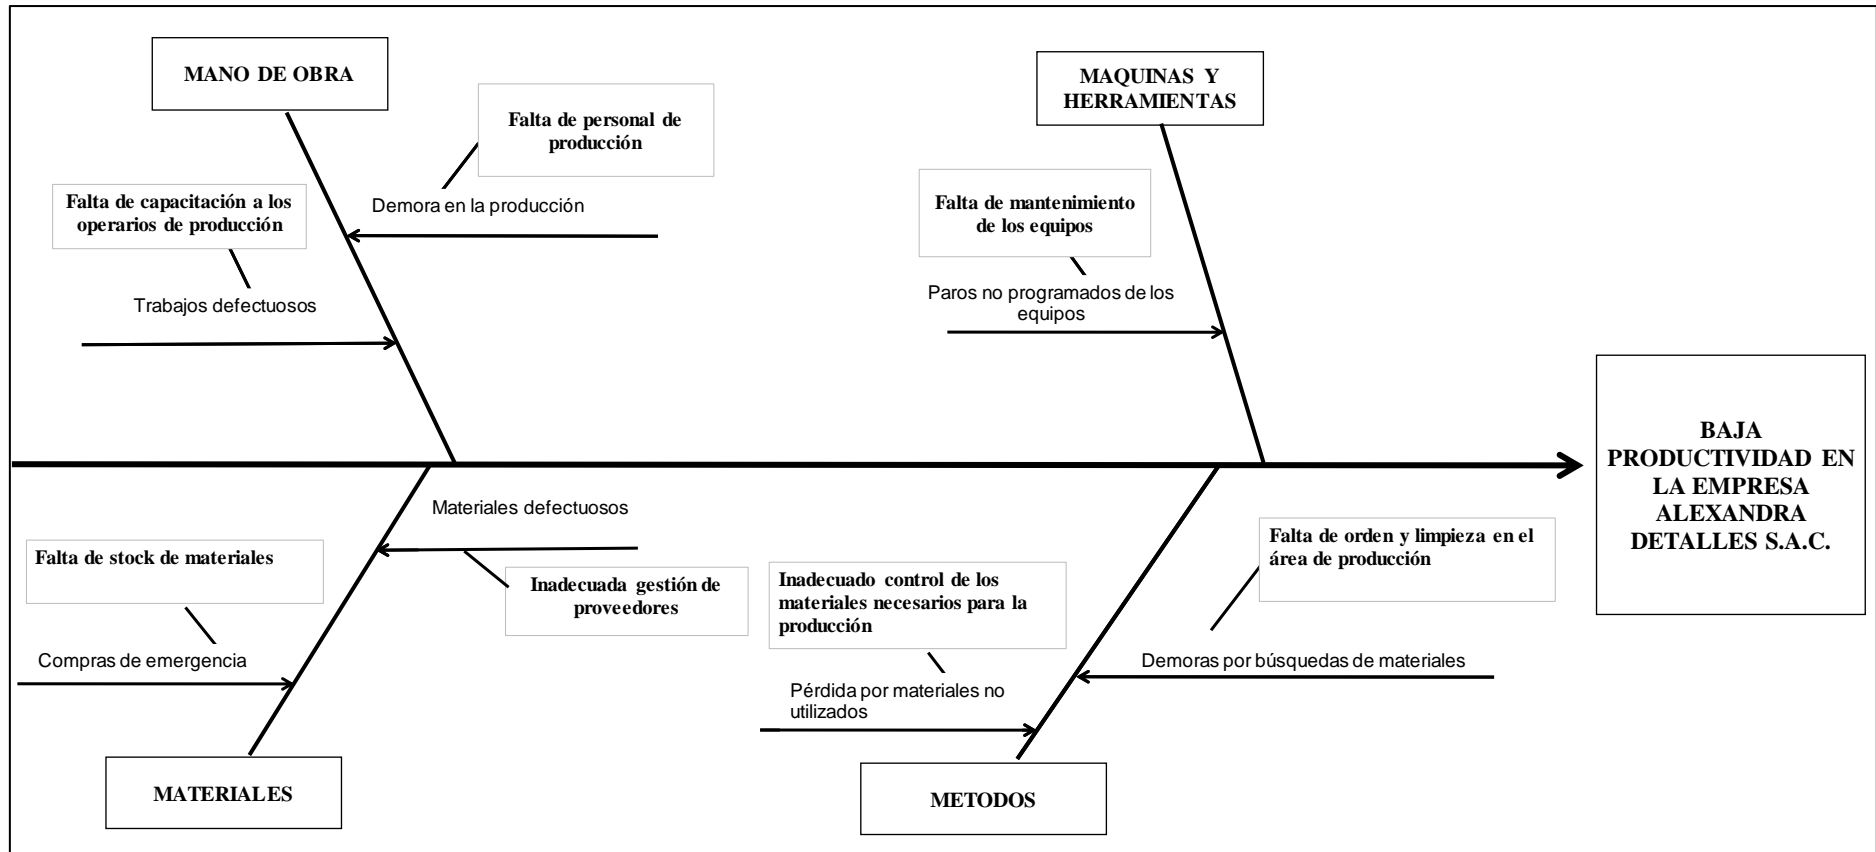 MANO DE OBRA
MAQUINAS Y
HERRAMIENTAS
Falta de personal de
producción
Falta de capacitación a los
operarios de producción
Demora en la producción
Falta de mantenimiento
de los equipos
Trabajos defectuosos
Paros no programados de los
equipos
BAJA
PRODUCTIVIDAD EN
LA EMPRESA
ALEXANDRA
DETALLES S.A.C.
Materiales defectuosos
Falta de stock de materiales
Inadecuada gestión de
proveedores
Compras de emergencia
Inadecuado control de los
materiales necesarios para la
producción
Falta de orden y limpieza en el
área de producción
Demoras por búsquedas de materiales
Pérdida por materiales no
utilizados
MATERIALES
METODOS